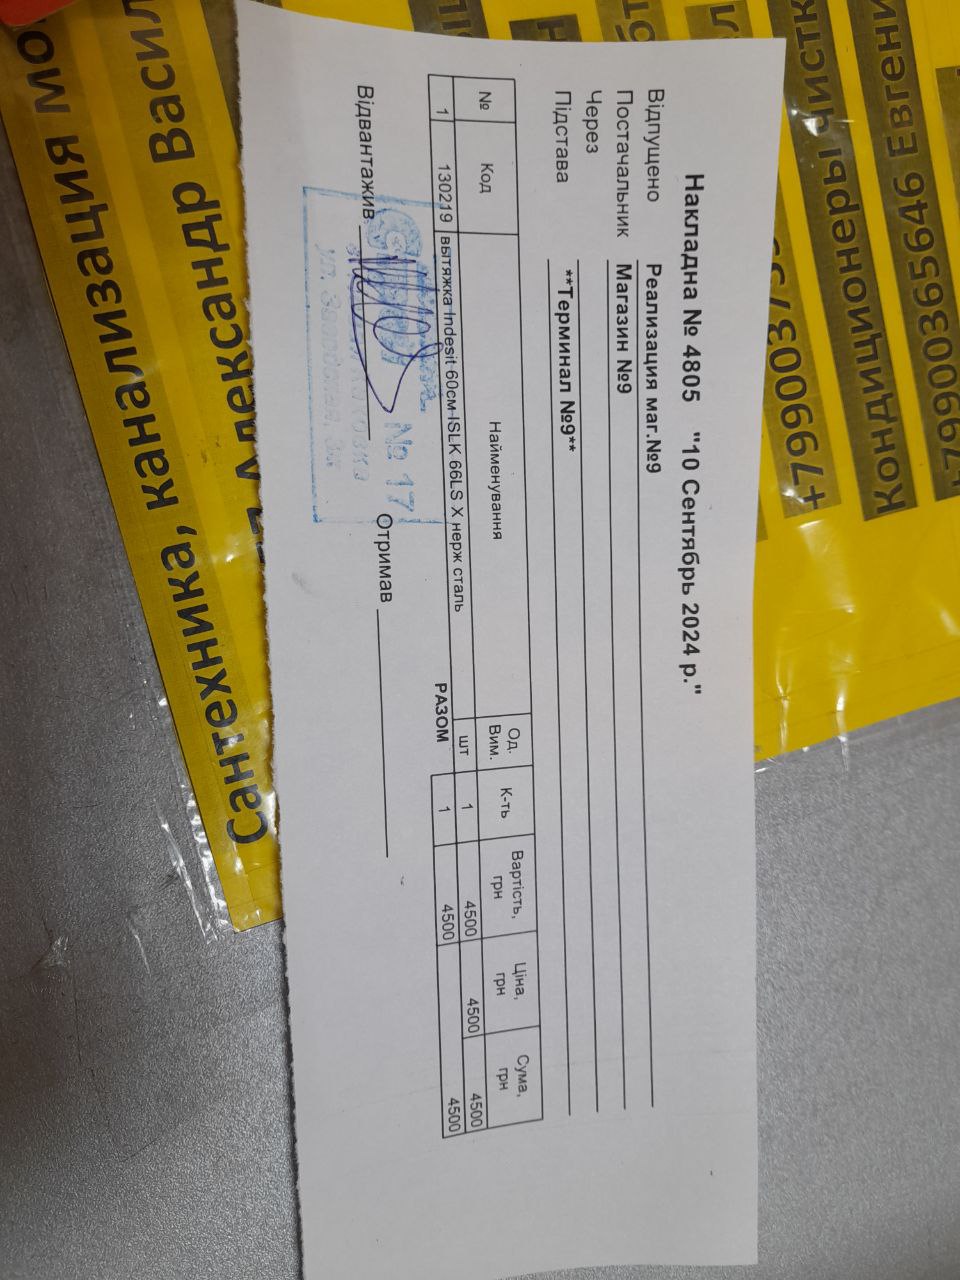 Накладна № 4805 "10 Сентябрь 2024 р."
Відпущено Реализация маг.№9
Постачальник Магазин №9
Через
Підстава **Терминал №9**
№ Код Найменування Од. Вим. К-ть Вартість, грн Ціна, грн Сума, грн
1 130219 вытяжка Indesit 60см ISLK 66LS X нерж сталь шт 1 4500 4500 4500
РАЗОМ 1 4500 4500
Відвантажив Отримав
№ 17
Сантехника, канализация
Александр
Кондиционеры чистк